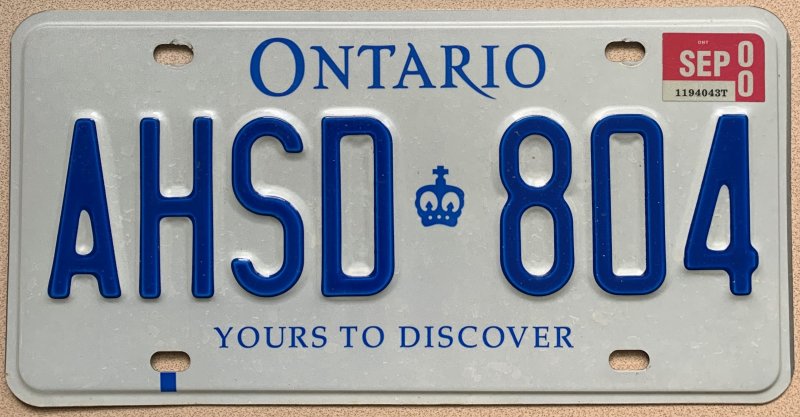 ONTARIO
ONT
SEP 00
1194043T
AHSD 804
YOURS TO DISCOVER